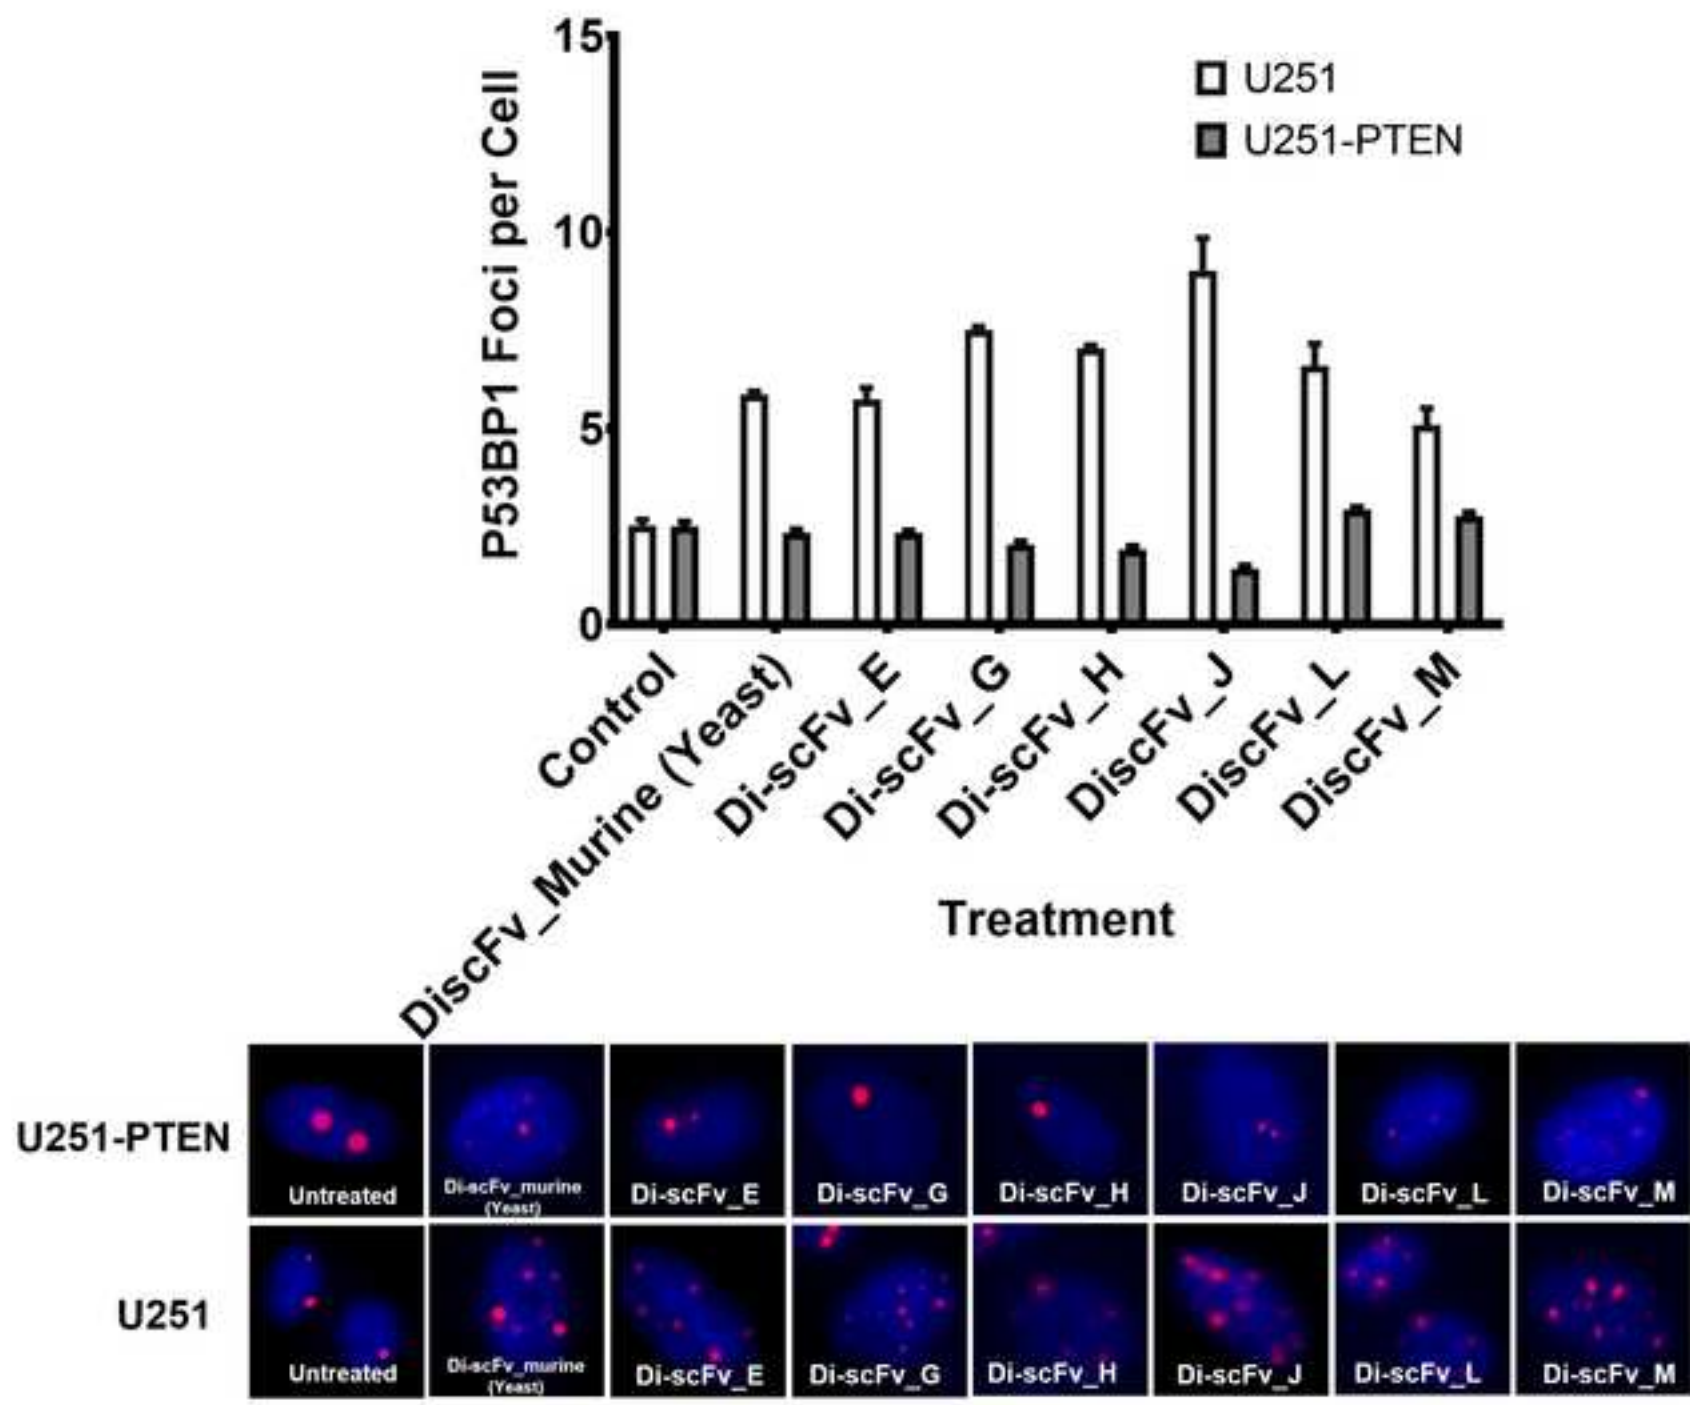 15
10
5
0
P53BP1 Foci per Cell
U251
U251-PTEN
Control
DiscFv_Murine (Yeast)
Di-scFv_E
Di-scFv_G
Di-scFv_H
DiscFv_J
DiscFv_L
DiscFv_M
Treatment
U251-PTEN
Untreated
Di-scFv_murine
(Yeast)
Di-scFv_E
Di-scFv_G
Di-scFv_H
Di-scFv_J
Di-scFv_L
Di-scFv_M
U251
Untreated
Di-scFv_murine
(Yeast)
Di-scFv_E
Di-scFv_G
Di-scFv_H
Di-scFv_J
Di-scFv_L
Di-scFv_M